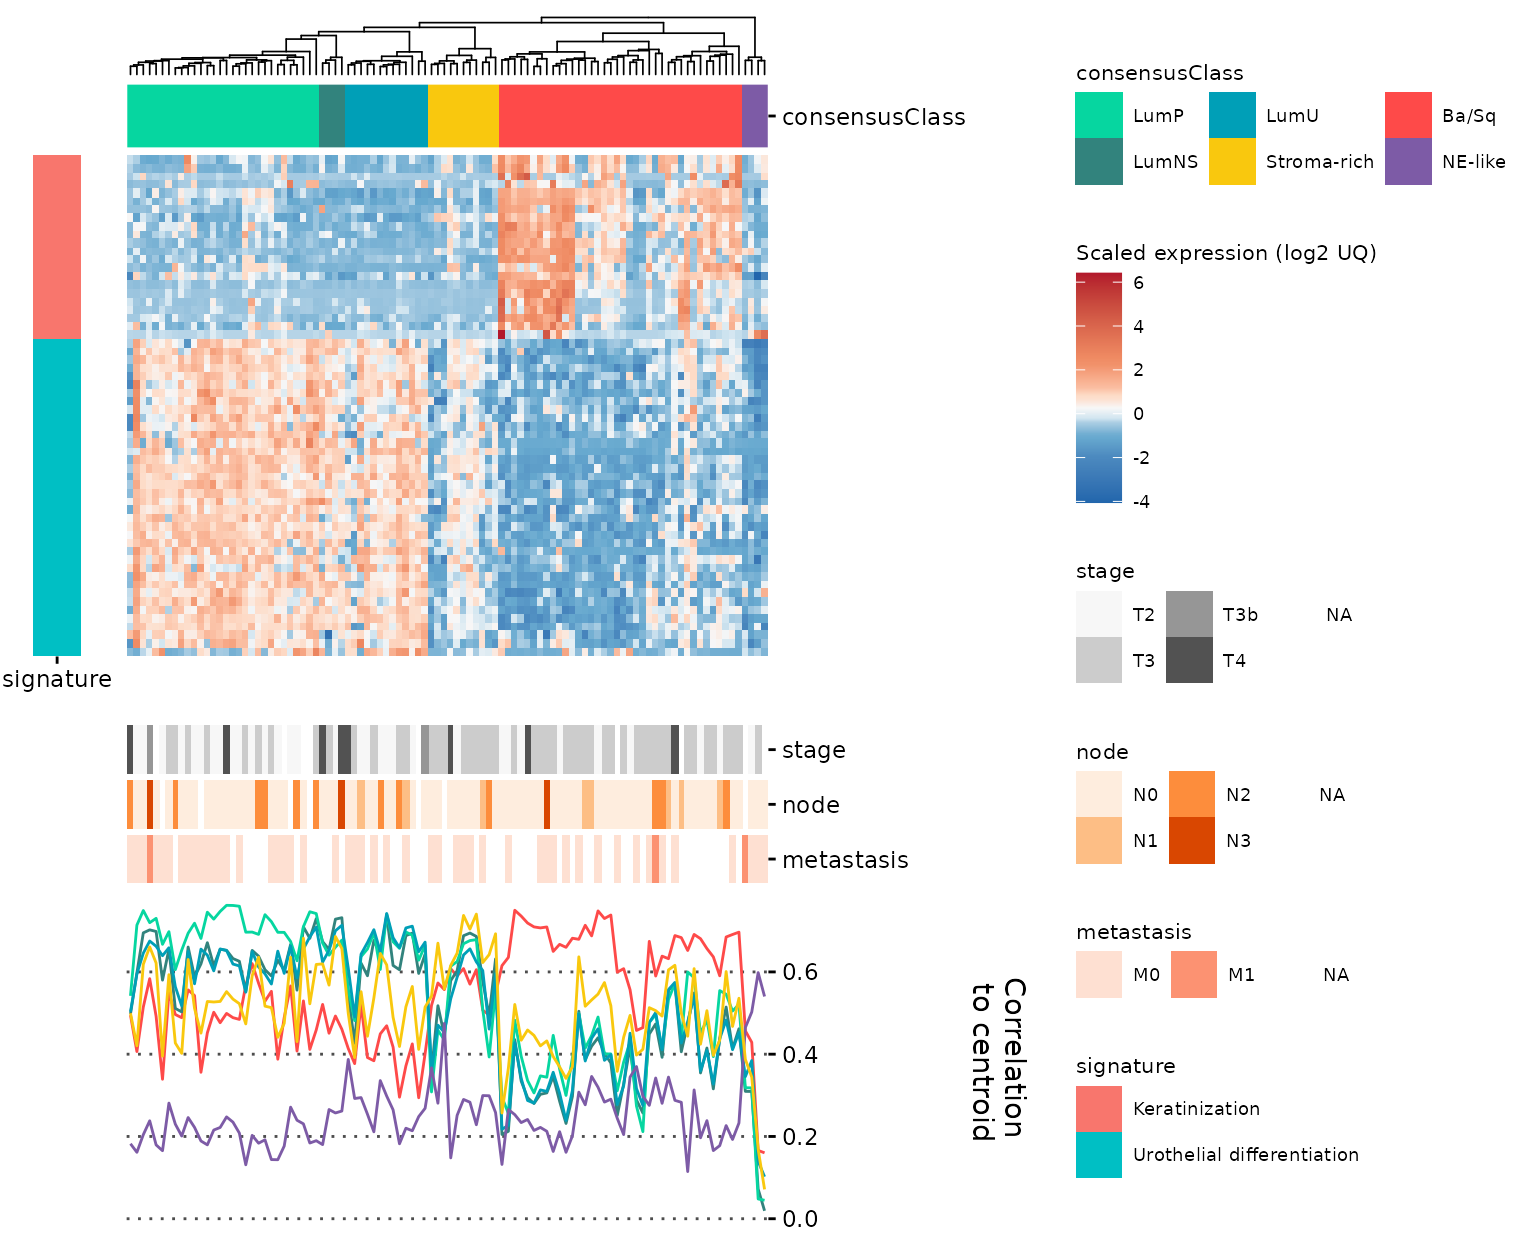 consensusClass
consensusClass
LumP
LumU
Ba/Sq
LumNS
Stroma-rich
NE-like
Scaled expression (log2 UQ)
6
4
2
0
-2
-4
signature
stage
T2
T3b
NA
T3
T4
stage
node
metastasis
node
N0
N2
NA
N1
N3
metastasis
M0
M1
NA
0.6
0.4
0.2
0.0
Correlation
to centroid
signature
Keratinization
Urothelial differentiation